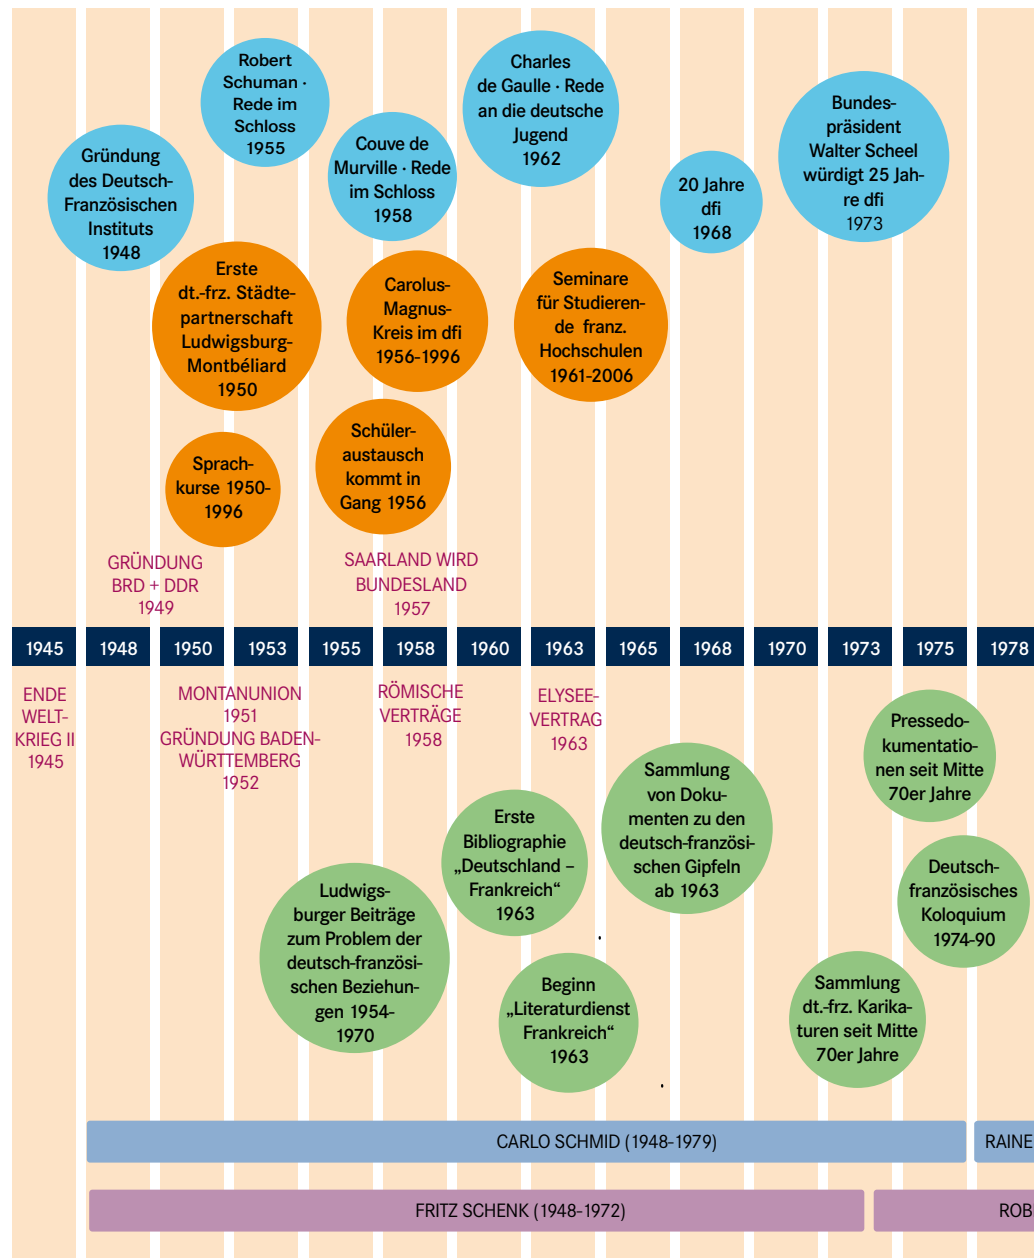 Robert
Schuman ·
Rede im
Schloss
1955
Charles
de Gaulle · Rede
an die deutsche
Jugend
1962
Bundes-
präsident
Walter Scheel
würdigt 25 Jah-
re dfi
1973
Couve de
Murville · Rede
im Schloss
1958
Gründung
des Deutsch-
Französischen
Instituts
1948
20 Jahre
dfi
1968
Erste
dt.-frz. Städte-
partnerschaft
Ludwigsburg-
Montbéliard
1950
Carolus-
Magnus-
Kreis im dfi
1956-1996
Seminare
für Studieren-
de franz.
Hochschulen
1961-2006
Sprach-
kurse 1950-
1996
Schüler-
austausch
kommt in
Gang 1956
GRÜNDUNG
BRD + DDR
1949
SAARLAND WIRD
BUNDESLAND
1957
1945 1948 1950 1953 1955 1958 1960 1963 1965 1968 1970 1973 1975 1978
ENDE
WELT-
KRIEG II
1945
MONTANUNION
1951
GRÜNDUNG BADEN-
WÜRTTEMBERG
1952
RÖMISCHE
VERTRÄGE
1958
ELYSEE-
VERTRAG
1963
Pressedo-
kumentatio-
nen seit Mitte
70er Jahre
Sammlung
von Doku-
menten zu den
deutsch-französi-
schen Gipfeln
ab 1963
Erste
Bibliographie
„Deutschland –
Frankreich“
1963
Ludwigs-
burger Beiträge
zum Problem der
deutsch-französi-
schen Beziehun-
gen 1954-
1970
Deutsch-
französisches
Koloquium
1974-90
Beginn
„Literaturdienst
Frankreich“
1963
Sammlung
dt.-frz. Karika-
turen seit Mitte
70er Jahre
CARLO SCHMID (1948-1979)
RAINE
FRITZ SCHENK (1948-1972)
ROB